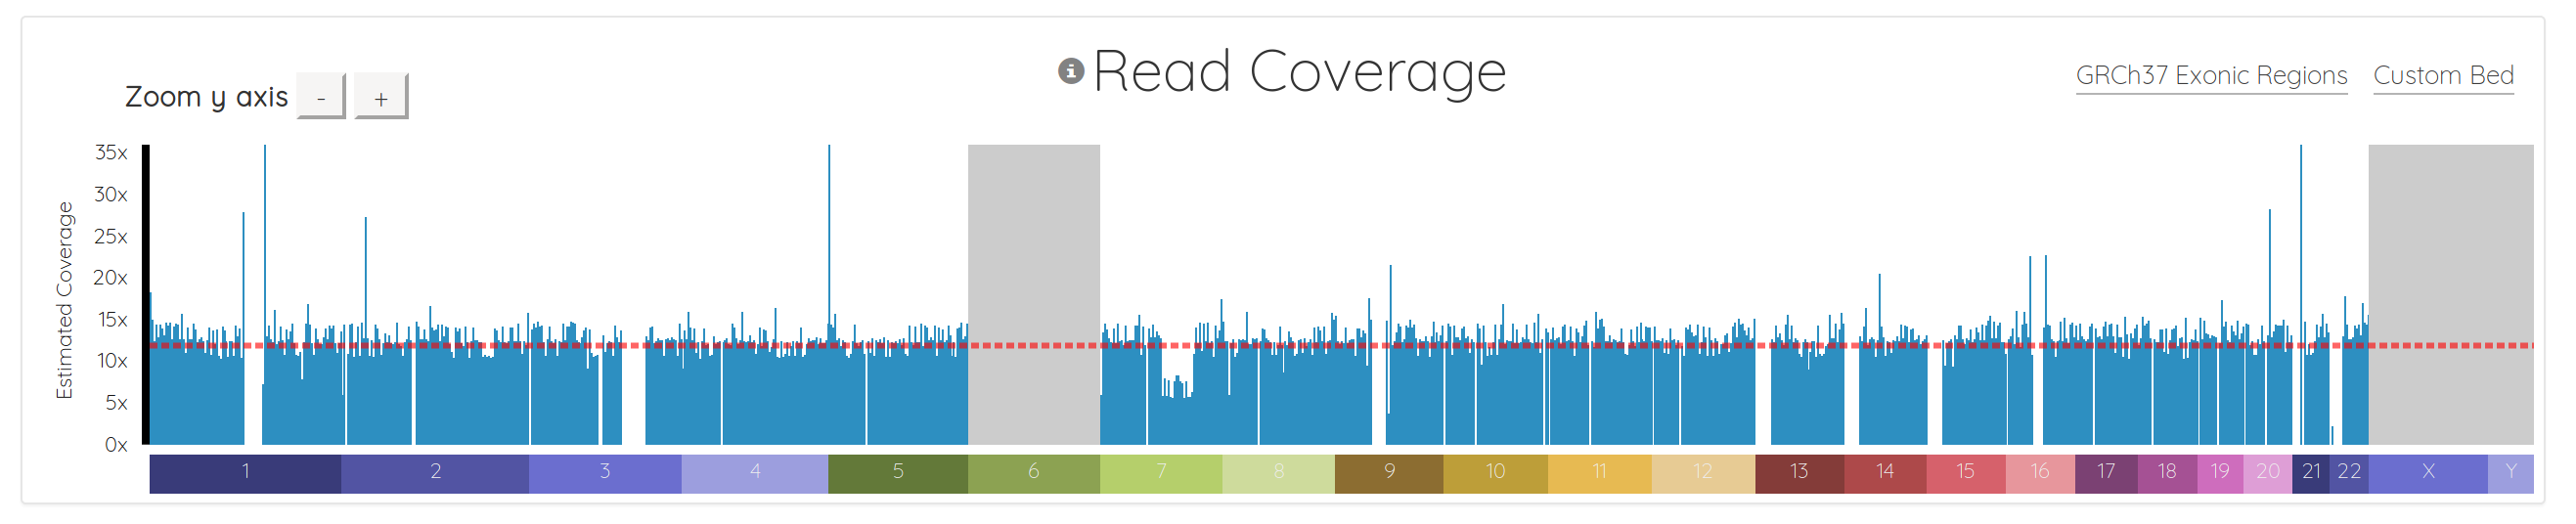 Read Coverage
GRCh37 Exonic Regions Custom Bed
Zoom y axis - +
Estimated Coverage
35x
30x
25x
20x
15x
10x
5x
0x
1 2 3 4 5 6 7 8 9 10 11 12 13 14 15 16 17 18 19 20 21 22 X Y